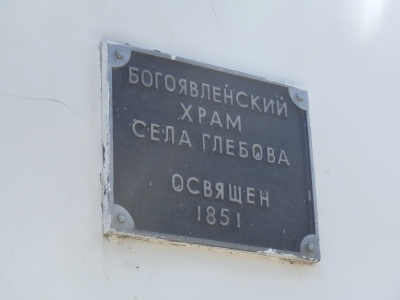 БОГОЯВЛЕНСКИЙ
ХРАМ
СЕЛА ГЛЕБОВА
ОСВЯЩЕН
1851